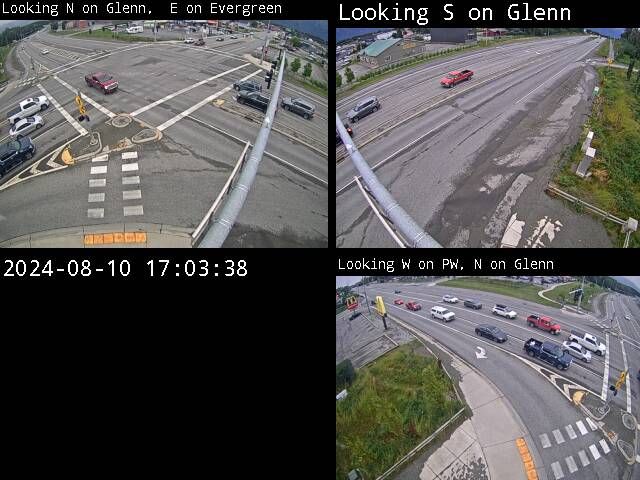 Looking N on Glenn,  E on Evergreen
Looking S on Glenn
2024-08-10 17:03:38
Looking W on PW, N on Glenn